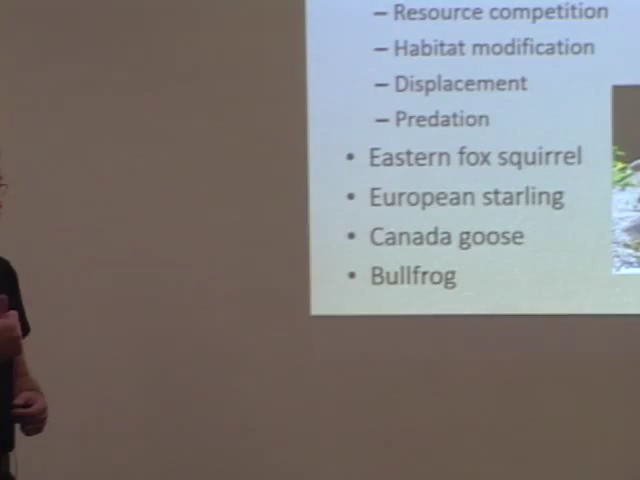 – Resource competition
– Habitat modification
– Displacement
– Predation
• Eastern fox squirrel
• European starling
• Canada goose
• Bullfrog